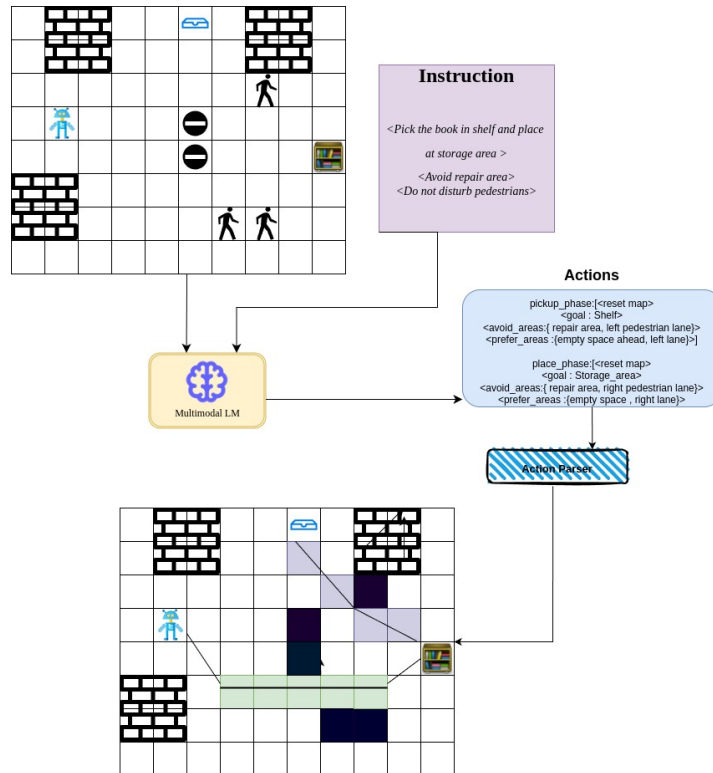 Instruction
<Pick the book in shelf and place
at storage area >
<Avoid repair area>
<Do not disturb pedestrians>
Actions
pickup_phase:[<reset map>
<goal : Shelf>
<avoid_areas:{ repair area, left pedestrian lane}>
<prefer_areas :{empty space ahead, left lane}>]
place_phase:[<reset map>
<goal : Storage_area>
<avoid_areas:{ repair area, right pedestrian lane}>
<prefer_areas :{empty space , right lane}>
Multimodal LM
Action Parser